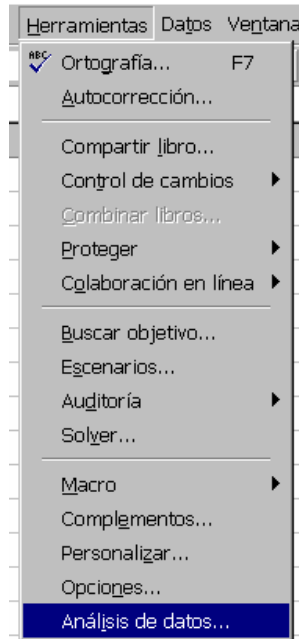 Herramientas Datos Ventana
ABC Ortografía... F7
Autocorrección...
Compartir libro...
Control de cambios
Combinar libros...
Proteger
Colaboración en línea
Buscar objetivo...
Escenarios...
Auditoría
Solver...
Macro
Complementos...
Personalizar...
Opciones...
Análisis de datos...